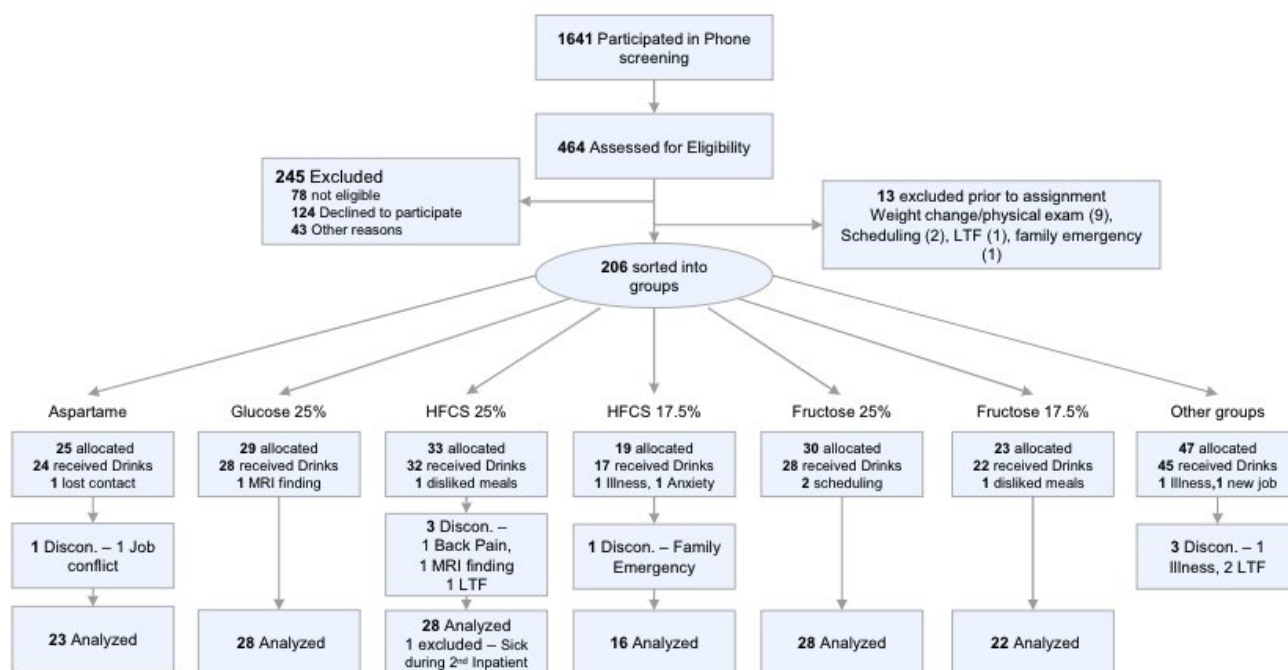 1641 Participated in Phone
screening
464 Assessed for Eligibility
245 Excluded
78 not eligible
124 Declined to participate
43 Other reasons
13 excluded prior to assignment
Weight change/physical exam (9),
Scheduling (2), LTF (1), family emergency
(1)
206 sorted into
groups
Aspartame
25 allocated
24 received Drinks
1 lost contact
1 Discon. – 1 Job
conflict
23 Analyzed
Glucose 25%
29 allocated
28 received Drinks
1 MRI finding
28 Analyzed
HFCS 25%
33 allocated
32 received Drinks
1 disliked meals
3 Discon. –
1 Back Pain,
1 MRI finding
1 LTF
28 Analyzed
1 excluded – Sick
during 2nd Inpatient
HFCS 17.5%
19 allocated
17 received Drinks
1 Illness, 1 Anxiety
1 Discon. – Family
Emergency
16 Analyzed
Fructose 25%
30 allocated
28 received Drinks
2 scheduling
28 Analyzed
Fructose 17.5%
23 allocated
22 received Drinks
1 disliked meals
22 Analyzed
Other groups
47 allocated
45 received Drinks
1 Illness,1 new job
3 Discon. – 1
Illness, 2 LTF